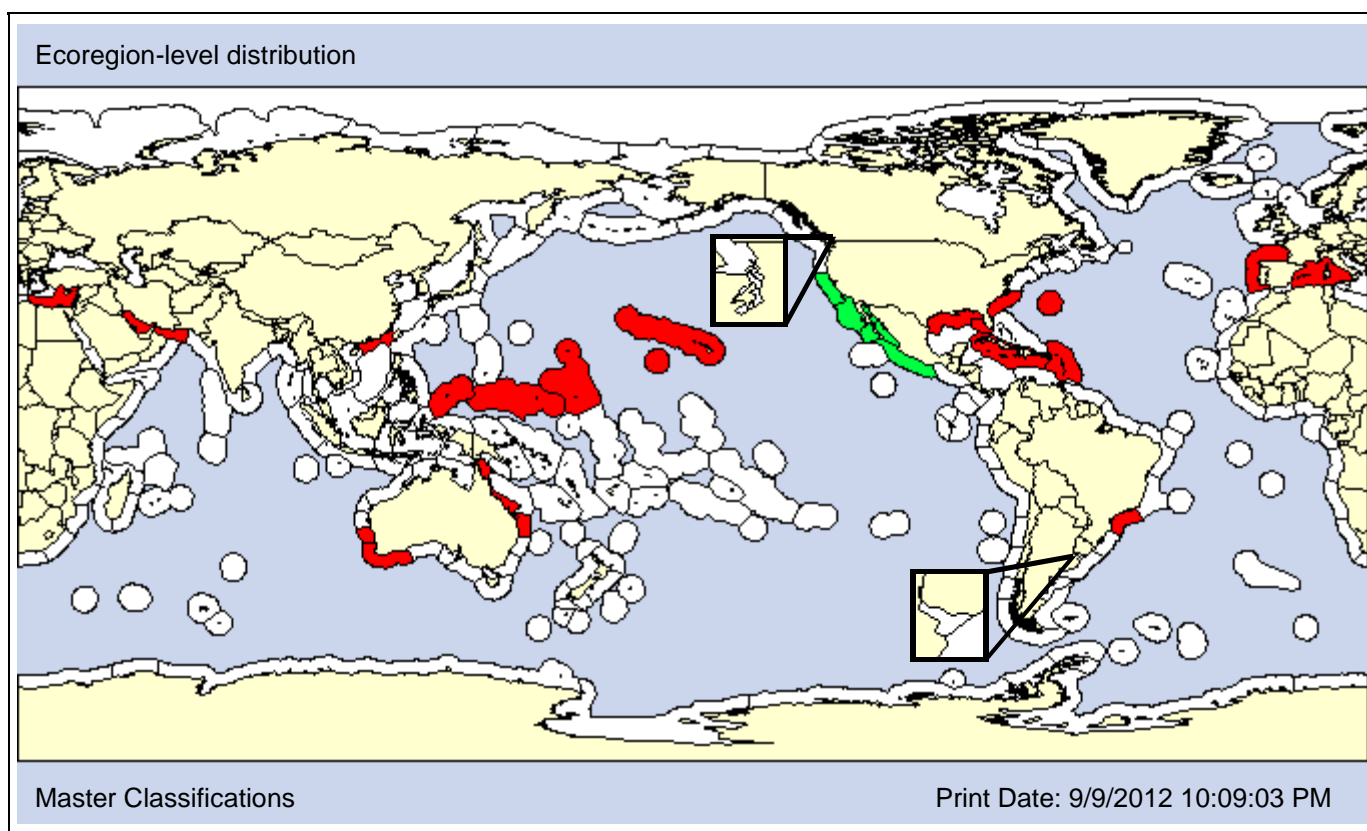 Ecoregion-level distribution
Master Classifications
Print Date: 9/9/2012 10:09:03 PM